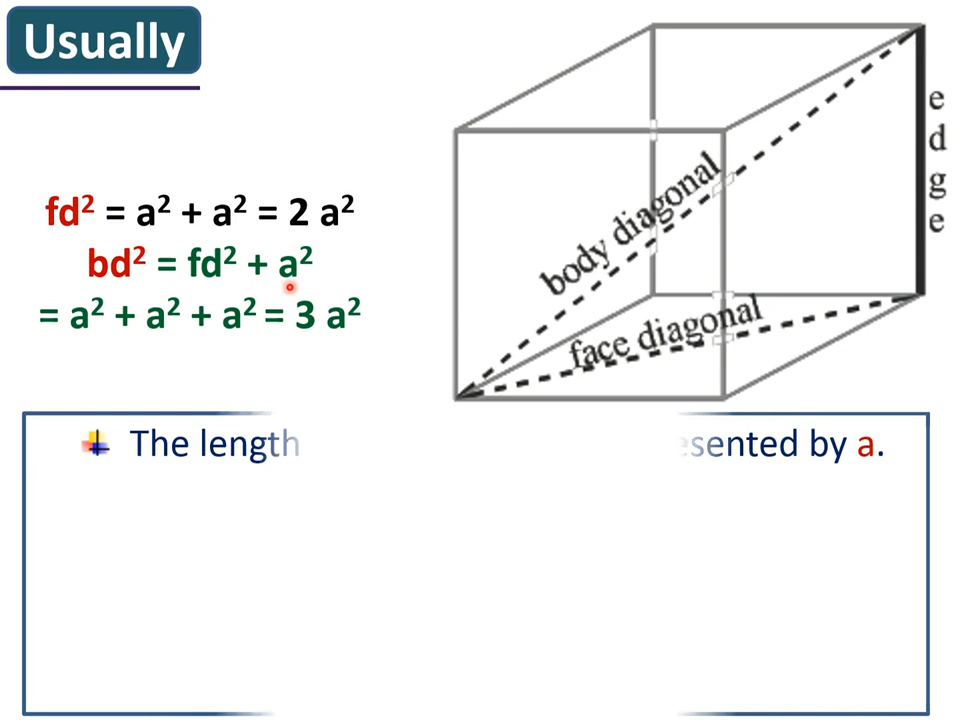 Usually
fd² = a² + a² = 2 a²
bd² = fd² + a²
= a² + a² + a² = 3 a²
body diagonal
face diagonal
edge
The length esented by a.